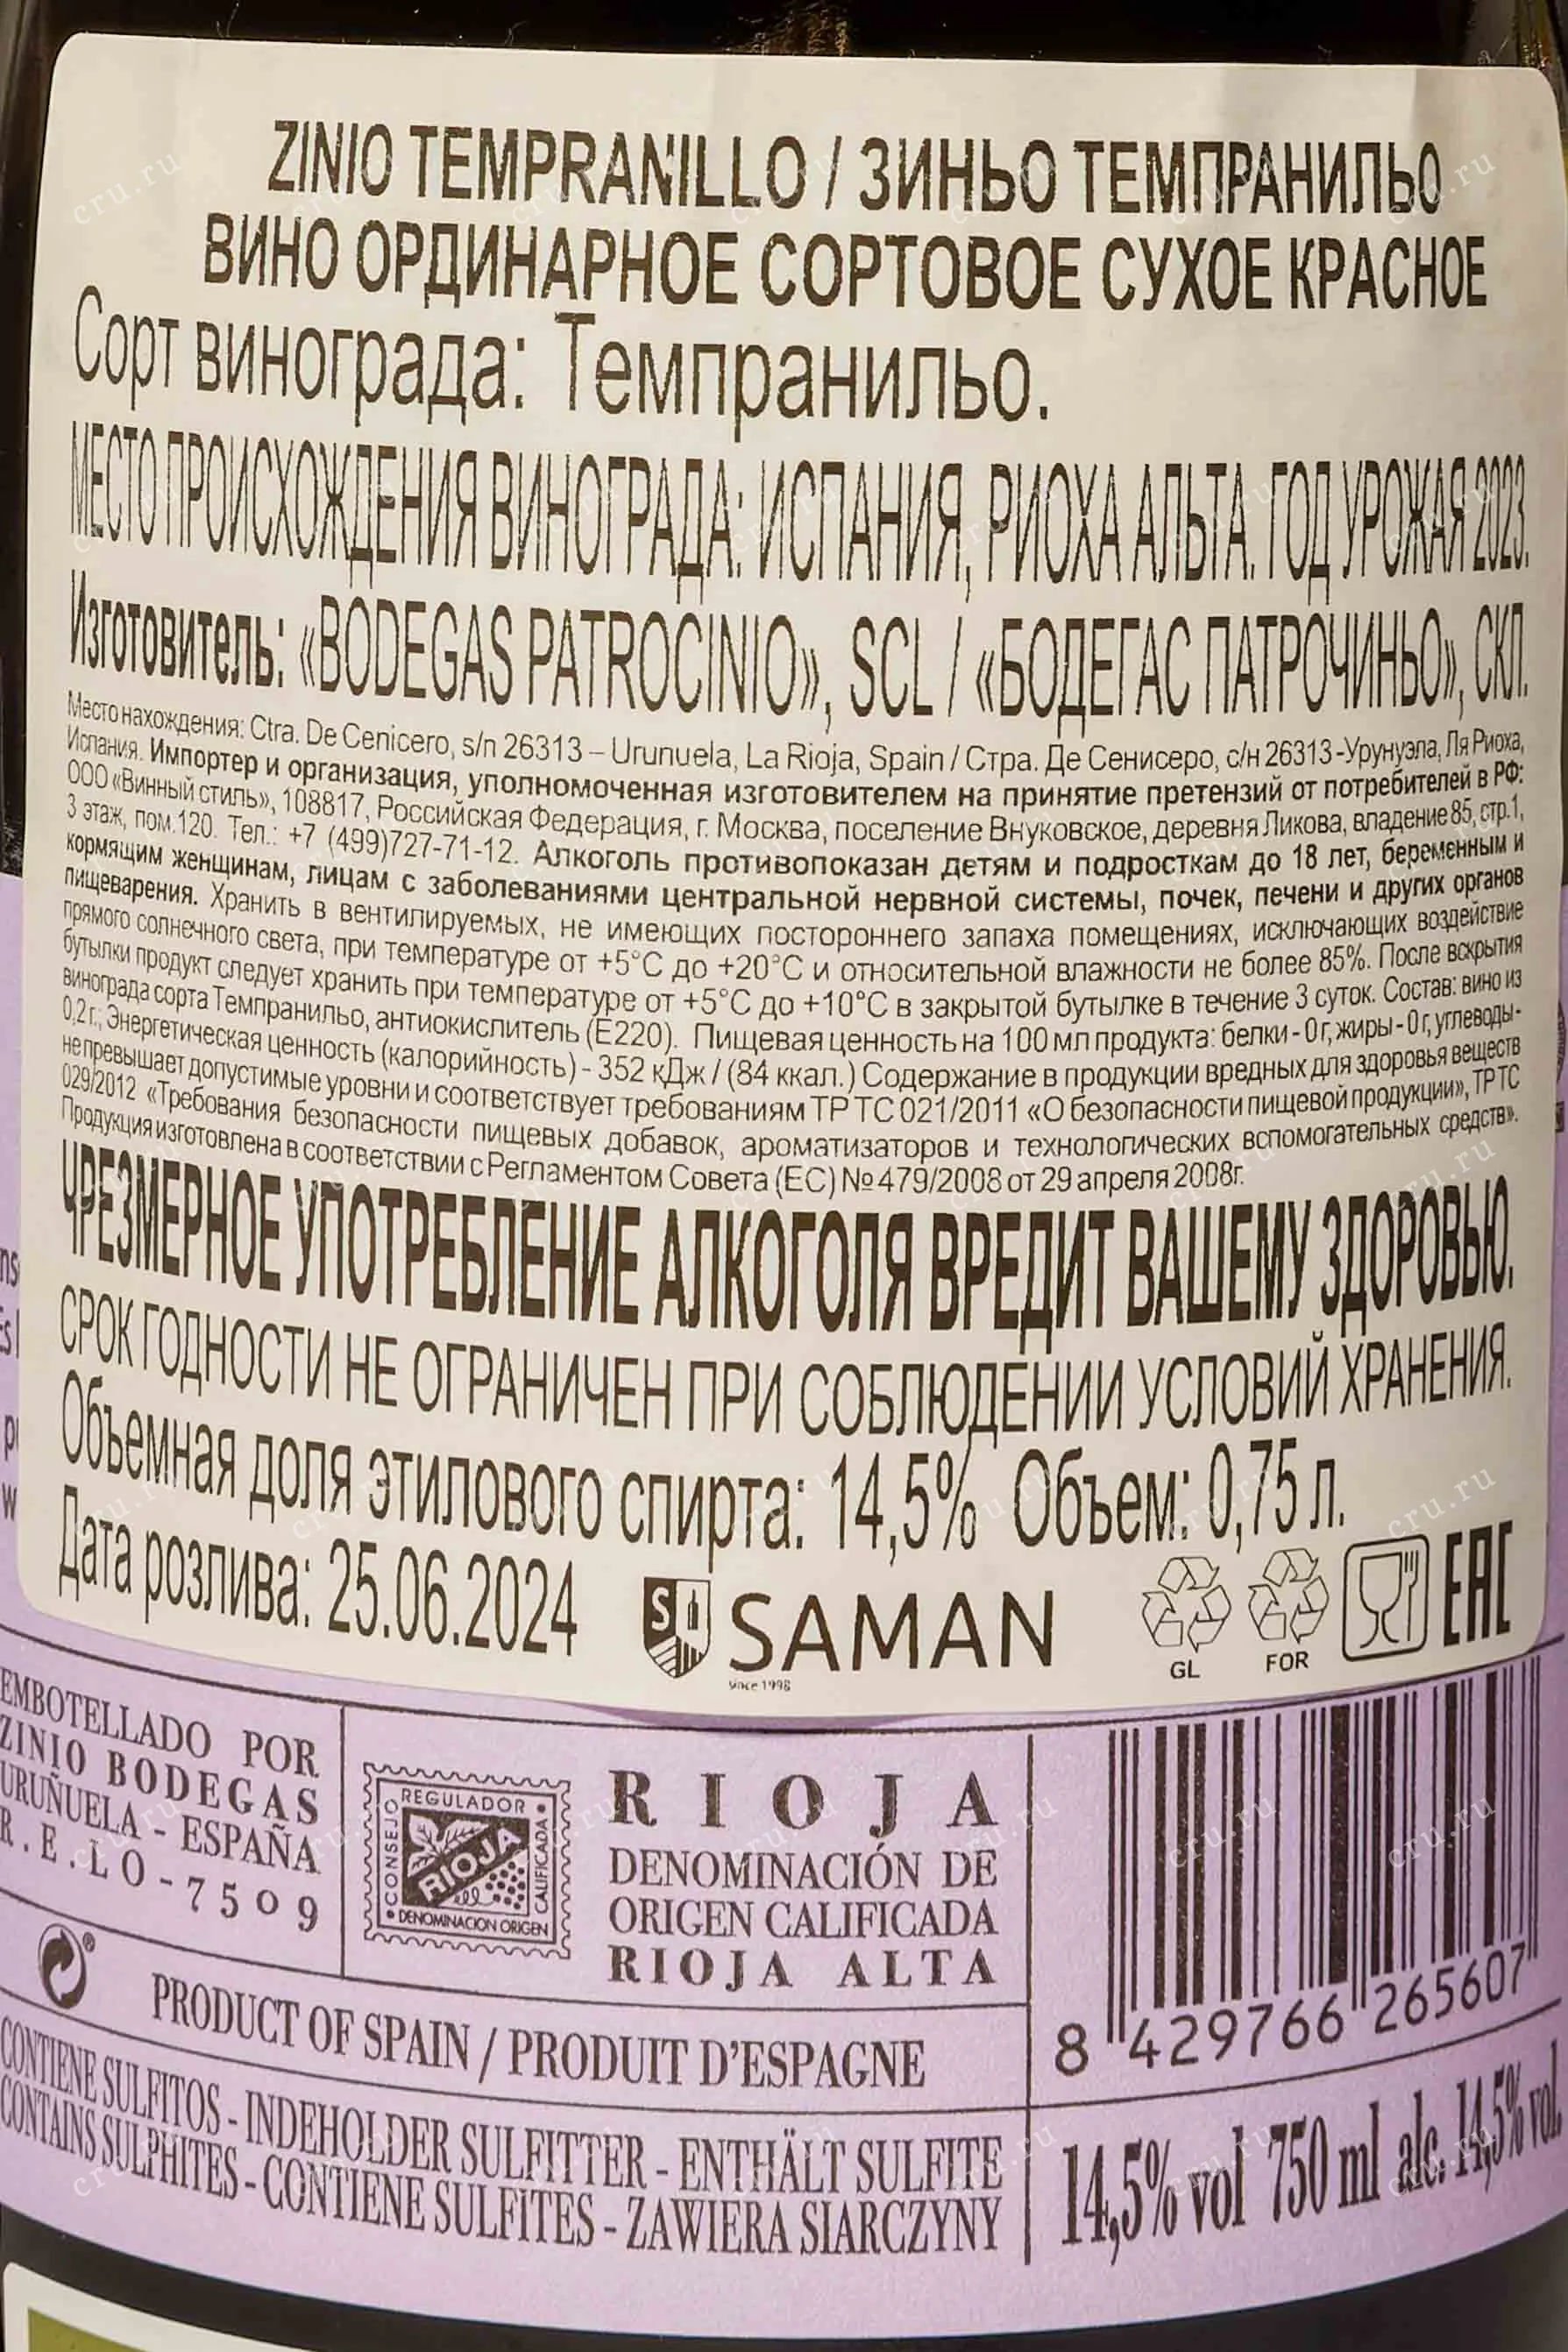 ZINIO TEMPRANILLO / ЗИНЬО ТЕМПРАНИЛЬО
ВИНО ОРДИНАРНОЕ СОРТОВОЕ СУХОЕ КРАСНОЕ
Сорт винограда: Темпранильо.
МЕСТО ПРОИСХОЖДЕНИЯ ВИНОГРАДА: ИСПАНИЯ, РИОХА АЛЬТА. ГОД УРОЖАЯ 2023.
Изготовитель: «BODEGAS PATROCINIO», SCL / «БОДЕГАС ПАТРОЧИНЬО», СКЛ.
Место нахождения: Ctra. De Cenicero, s/n 26313 – Urunuela, La Rioja, Spain / Стра. Де Сенисеро, с/н 26313-Урунуэла, Ля Риоха,
Испания. Импортер и организация, уполномоченная изготовителем на принятие претензий от потребителей в РФ:
ООО «Винный стиль», 108817, Российская Федерация, г. Москва, поселение Внуковское, деревня Ликова, владение 85, стр.1,
3 этаж, пом.120. Тел.: +7 (499)727-71-12. Алкоголь противопоказан детям и подросткам до 18 лет, беременным и
кормящим женщинам, лицам с заболеваниями центральной нервной системы, почек, печени и других органов
пищеварения. Хранить в вентилируемых, не имеющих постороннего запаха помещениях, исключающих воздействие
прямого солнечного света, при температуре от +5°С до +20°С и относительной влажности не более 85%. После вскрытия
бутылки продукт следует хранить при температуре от +5°С до +10°С в закрытой бутылке в течение 3 суток. Состав: вино из
винограда сорта Темпранильо, антиокислитель (Е220). Пищевая ценность на 100 мл продукта: белки - 0 г, жиры - 0 г, углеводы -
0,2 г.; Энергетическая ценность (калорийность) - 352 кДж / (84 ккал.) Содержание в продукции вредных для здоровья веществ
не превышает допустимые уровни и соответствует требованиям ТР ТС 021/2011 «О безопасности пищевой продукции», ТР ТС
029/2012 «Требования безопасности пищевых добавок, ароматизаторов и технологических вспомогательных средств».
Продукция изготовлена в соответствии с Регламентом Совета (ЕС) № 479/2008 от 29 апреля 2008г.
ЧРЕЗМЕРНОЕ УПОТРЕБЛЕНИЕ АЛКОГОЛЯ ВРЕДИТ ВАШЕМУ ЗДОРОВЬЮ.
СРОК ГОДНОСТИ НЕ ОГРАНИЧЕН ПРИ СОБЛЮДЕНИИ УСЛОВИЙ ХРАНЕНИЯ.
Объемная доля этилового спирта: 14,5% Объем: 0,75 л.
Дата розлива: 25.06.2024
S SAMAN
since 1998
GL FOR EAC
EMBOTELLADO POR
ZINIO BODEGAS
URUÑUELA - ESPAÑA
R.E.LO-7509
CONSEJO REGULADOR
RIOJA
CALIFICADA
DENOMINACION ORIGEN
RIOJA
DENOMINACIÓN DE
ORIGEN CALIFICADA
RIOJA ALTA
8 429766 265607
PRODUCT OF SPAIN / PRODUIT D'ESPAGNE
CONTIENE SULFITOS - INDEHOLDER SULFITTER - ENTHÄLT SULFITE
CONTAINS SULPHITES - CONTIENE SULFITES - ZAWIERA SIARCZYNY
14,5% vol 750 ml alc. 14,5% vol.
cru.ru